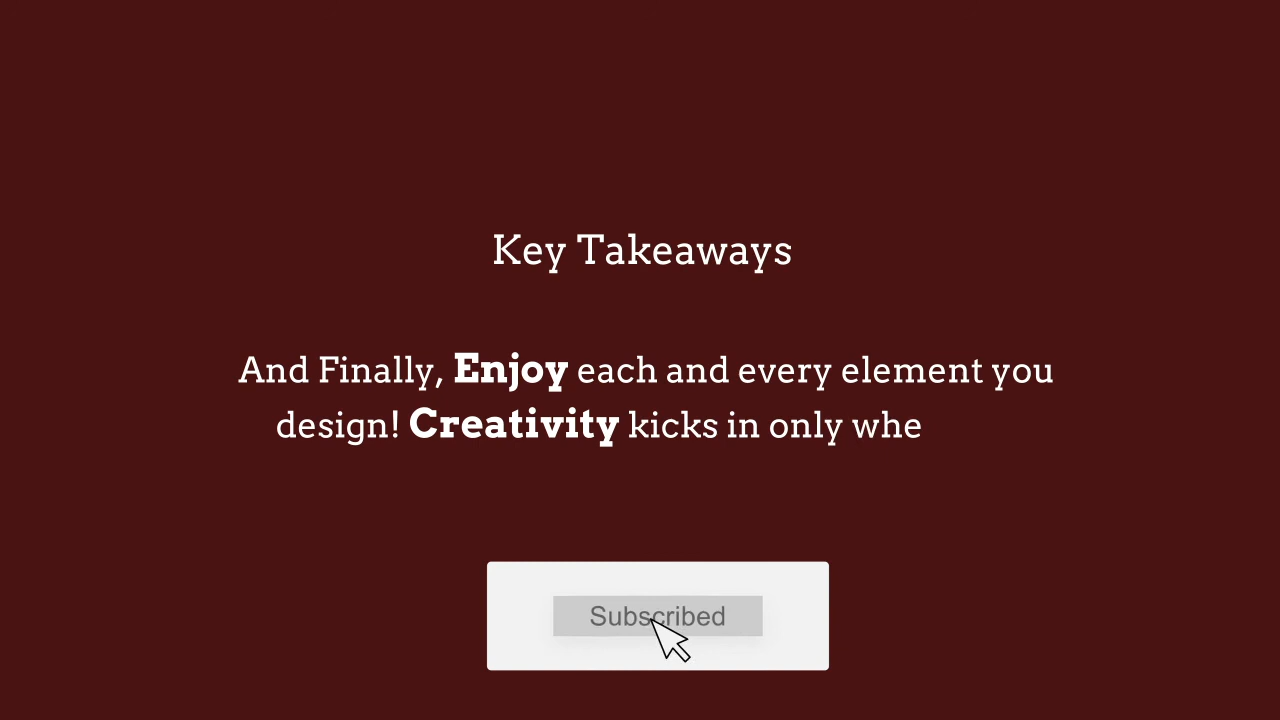 Key Takeaways
And Finally, Enjoy each and every element you
design! Creativity kicks in only whe
Subscribed